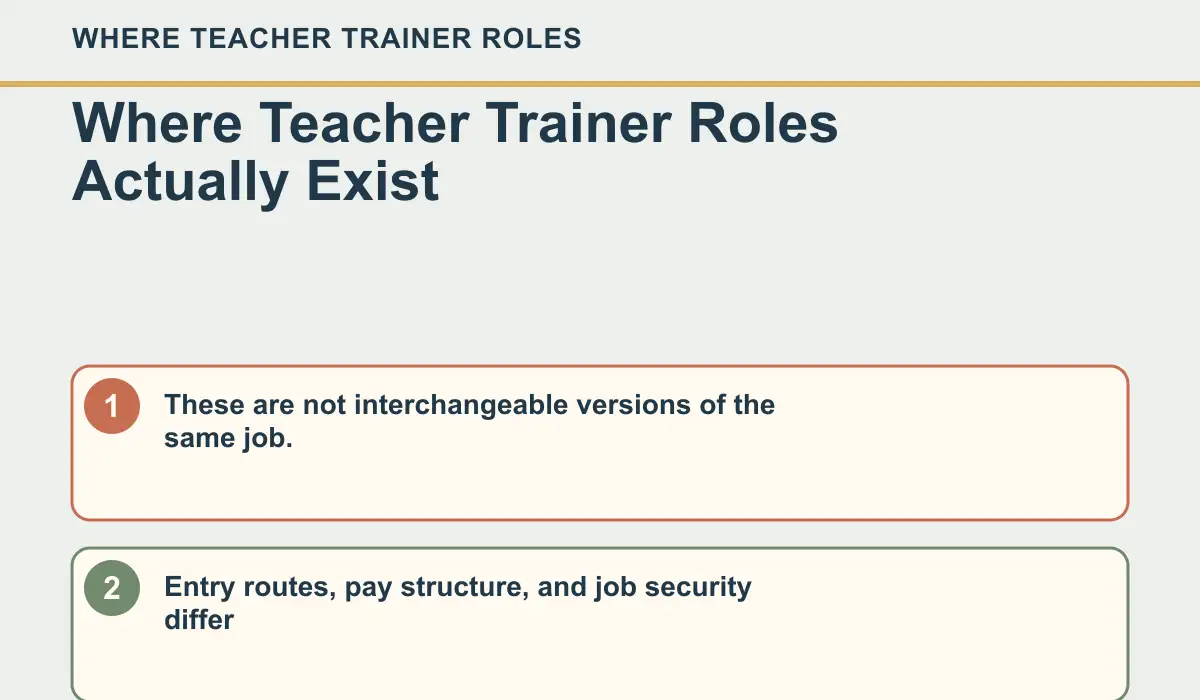 WHERE TEACHER TRAINER ROLES
Where Teacher Trainer Roles
Actually Exist
1
These are not interchangeable versions of the
same job.
2
Entry routes, pay structure, and job security
differ